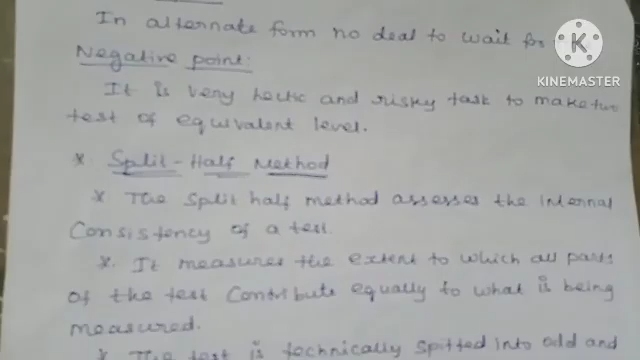 In alternate form no deal to wait for
Negative point:
It is very hectic and risky task to make two
test of equivalent level.
* Split-Half Method
* The split half method assesses the internal
Consistency of a test.
*. It measures the extent to which all parts
of the test Contribute equally to what is being
measured.
* The test is technically spitted into odd and
K
KINEMASTER